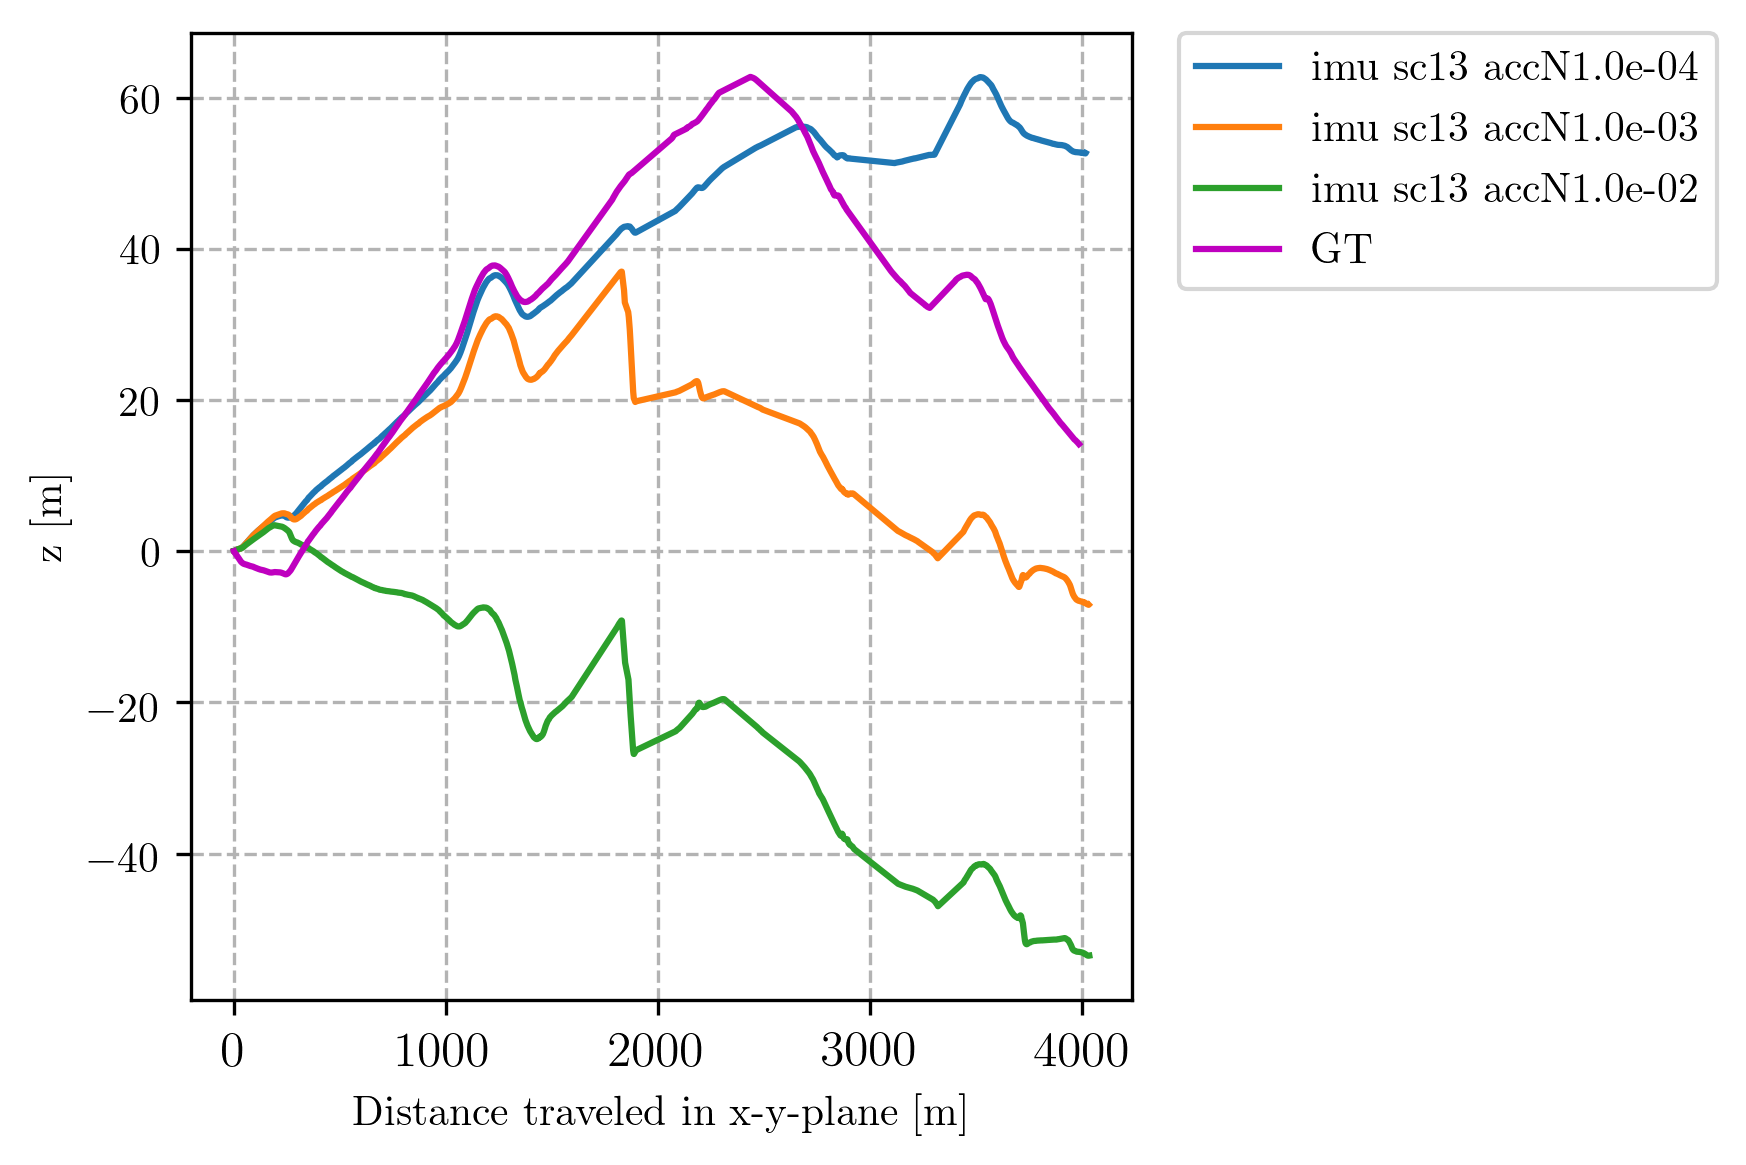 imu sc13 accN1.0e-04
imu sc13 accN1.0e-03
imu sc13 accN1.0e-02
GT
z [m]
60
40
20
0
−20
−40
0 1000 2000 3000 4000
Distance traveled in x-y-plane [m]